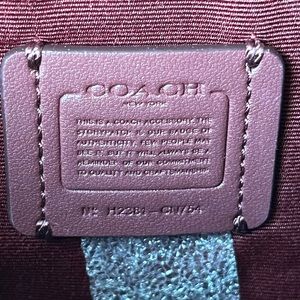 COACH
NEW YORK
THIS IS A COACH ACCESSORY. THE
STORYPATCH IS OUR BADGE OF
AUTHENTICITY. FEW PEOPLE MAY
SEE IT BUT IT WILL ALWAYS BE A
REMINDER OF OUR COMMITMENT
TO QUALITY AND CRAFTSMANSHIP.
Nº H2381-CN754